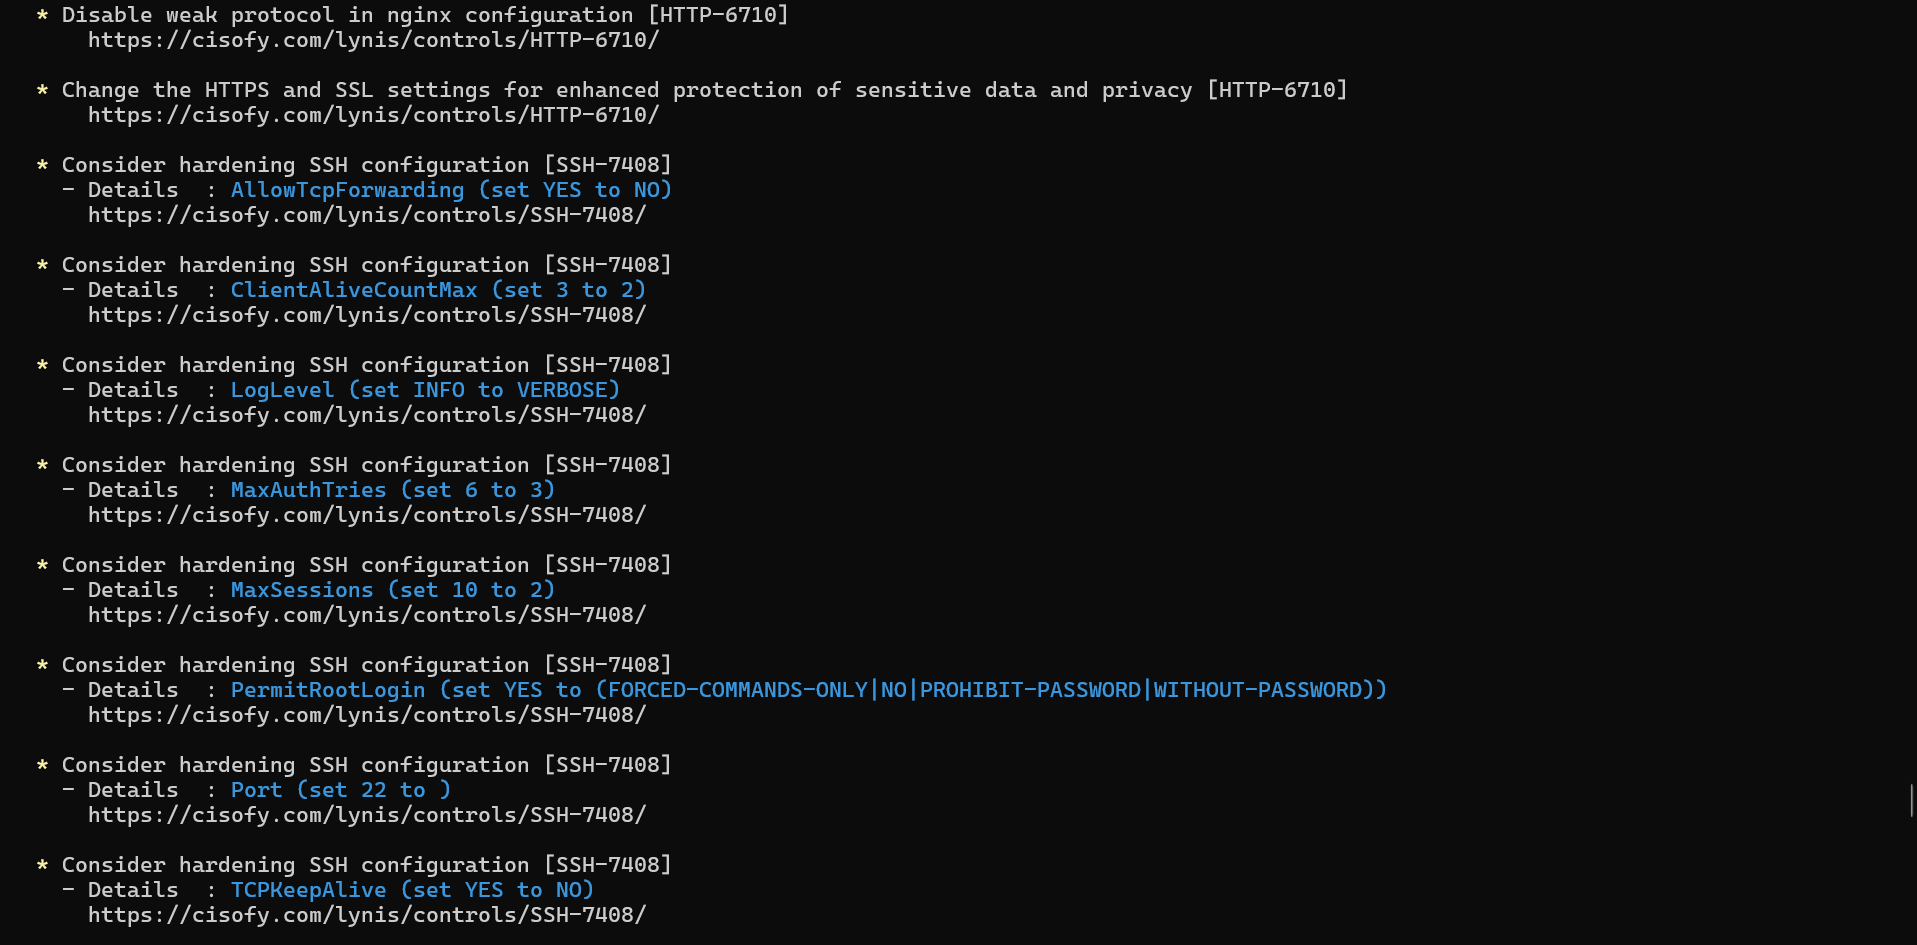 * Disable weak protocol in nginx configuration [HTTP-6710]
https://cisofy.com/lynis/controls/HTTP-6710/
* Change the HTTPS and SSL settings for enhanced protection of sensitive data and privacy [HTTP-6710]
https://cisofy.com/lynis/controls/HTTP-6710/
* Consider hardening SSH configuration [SSH-7408]
- Details  : AllowTcpForwarding (set YES to NO)
https://cisofy.com/lynis/controls/SSH-7408/
* Consider hardening SSH configuration [SSH-7408]
- Details  : ClientAliveCountMax (set 3 to 2)
https://cisofy.com/lynis/controls/SSH-7408/
* Consider hardening SSH configuration [SSH-7408]
- Details  : LogLevel (set INFO to VERBOSE)
https://cisofy.com/lynis/controls/SSH-7408/
* Consider hardening SSH configuration [SSH-7408]
- Details  : MaxAuthTries (set 6 to 3)
https://cisofy.com/lynis/controls/SSH-7408/
* Consider hardening SSH configuration [SSH-7408]
- Details  : MaxSessions (set 10 to 2)
https://cisofy.com/lynis/controls/SSH-7408/
* Consider hardening SSH configuration [SSH-7408]
- Details  : PermitRootLogin (set YES to (FORCED-COMMANDS-ONLY|NO|PROHIBIT-PASSWORD|WITHOUT-PASSWORD))
https://cisofy.com/lynis/controls/SSH-7408/
* Consider hardening SSH configuration [SSH-7408]
- Details  : Port (set 22 to )
https://cisofy.com/lynis/controls/SSH-7408/
* Consider hardening SSH configuration [SSH-7408]
- Details  : TCPKeepAlive (set YES to NO)
https://cisofy.com/lynis/controls/SSH-7408/